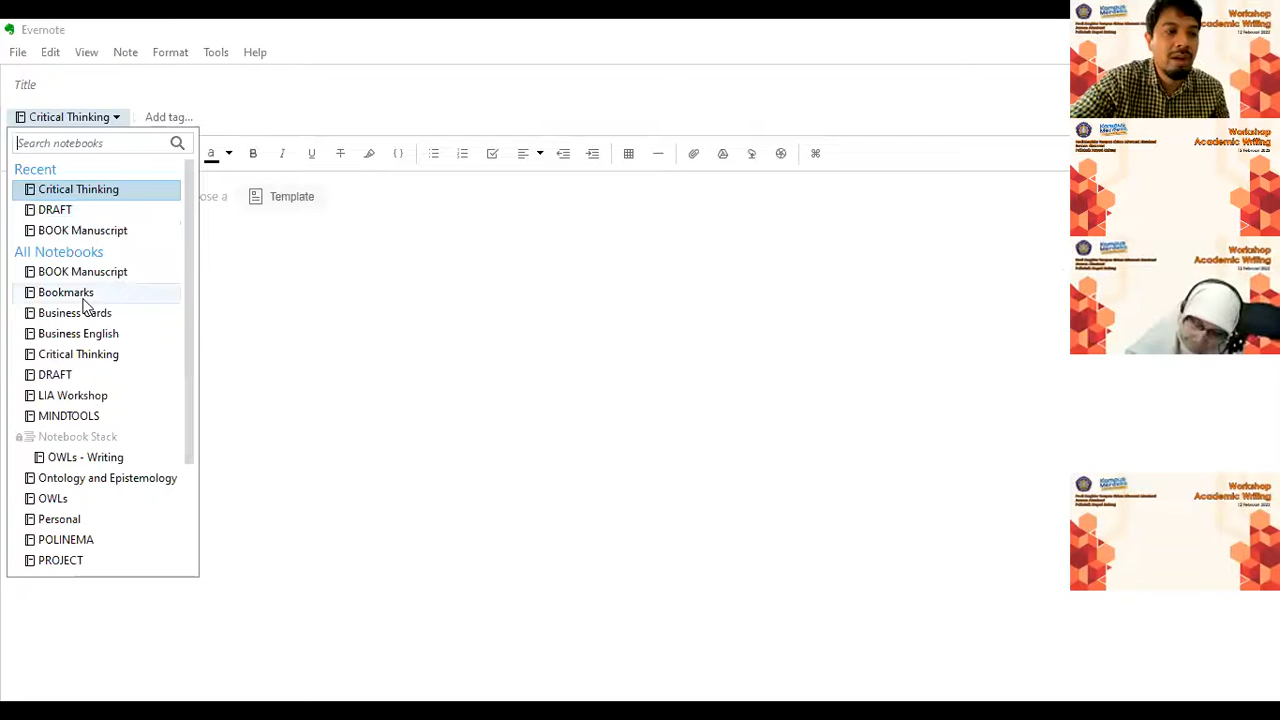 Evernote
File Edit View Note Format Tools Help
Title
Critical Thinking Add tag...
Search notebooks
Recent
Critical Thinking
DRAFT
BOOK Manuscript
All Notebooks
BOOK Manuscript
Bookmarks
Business Cards
Business English
Critical Thinking
DRAFT
LIA Workshop
MINDTOOLS
Notebook Stack
OWLs - Writing
Ontology and Epistemology
OWLs
Personal
POLINEMA
PROJECT
a B I U T
ose a Template
Workshop
Academic Writing
Workshop
Academic Writing
Workshop
Academic Writing
Workshop
Academic Writing